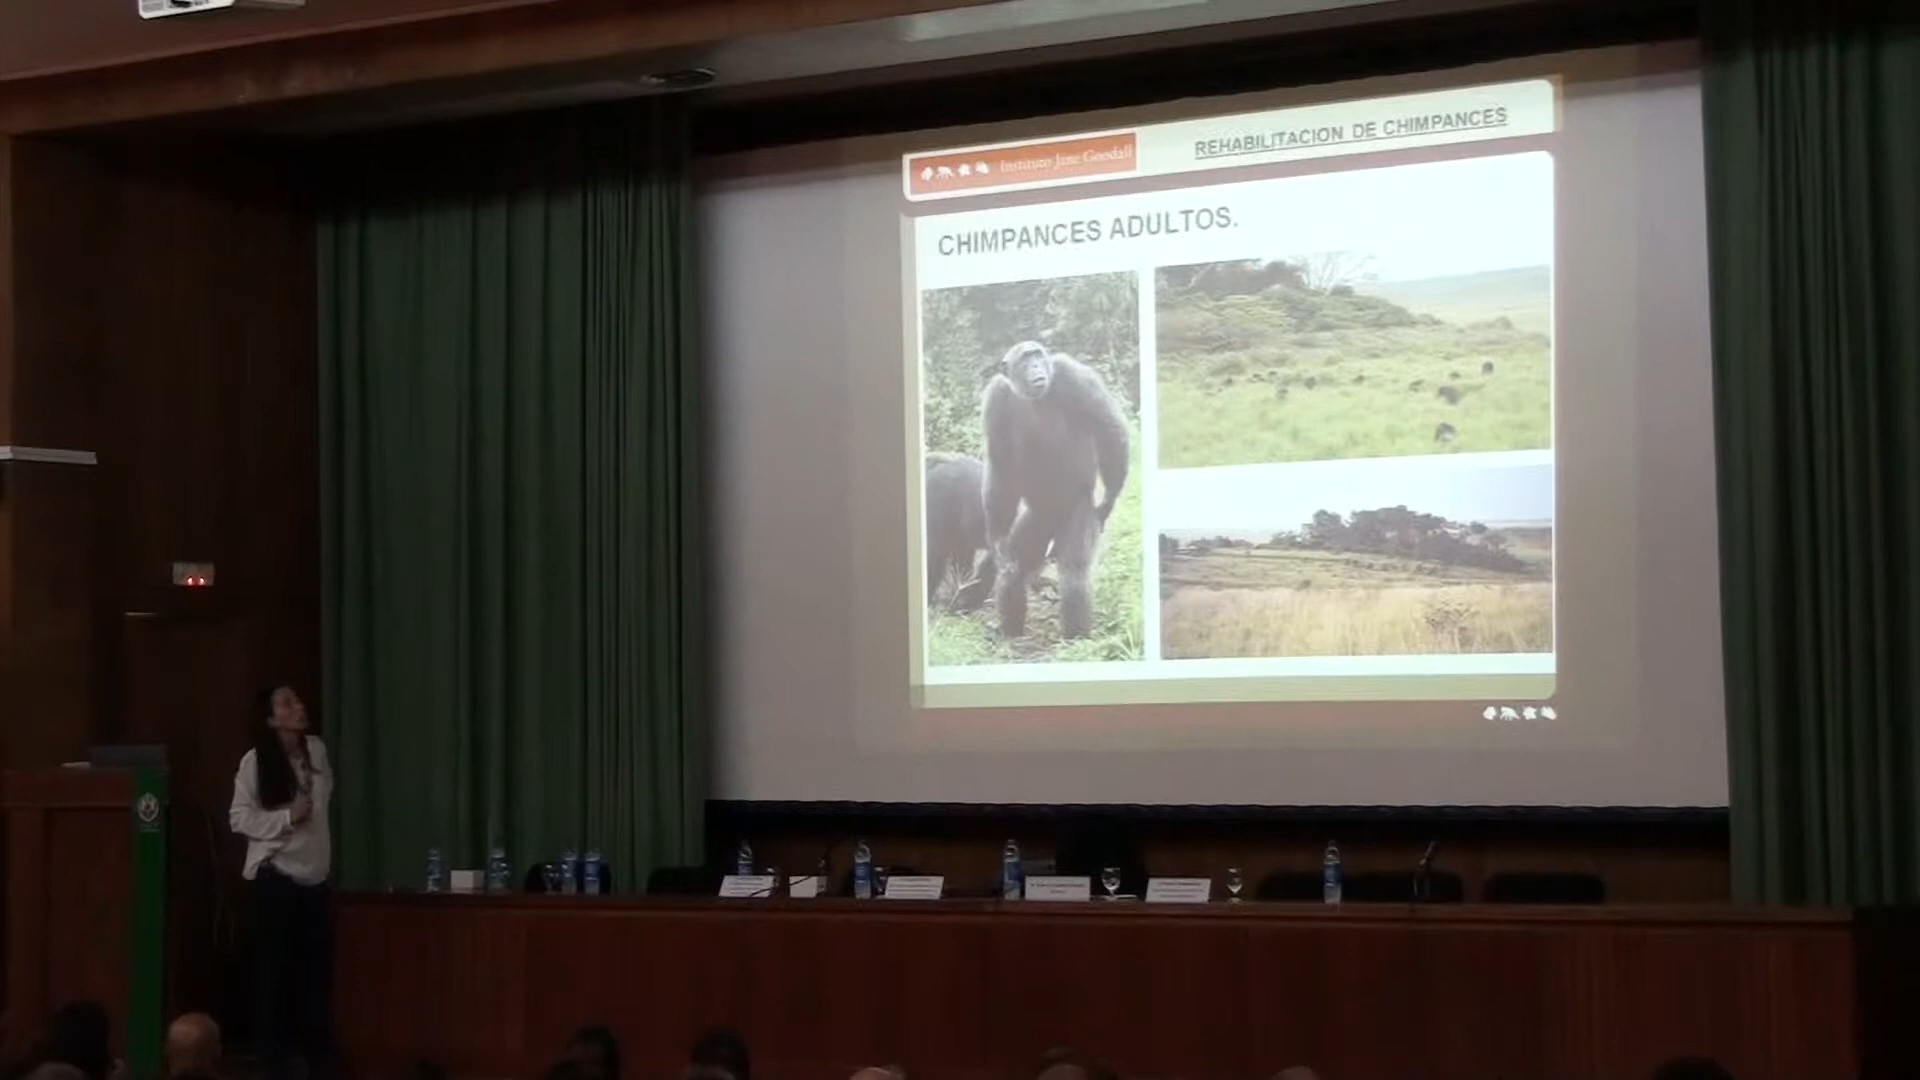 Instituto Jane Goodall
REHABILITACION DE CHIMPANCES
CHIMPANCES ADULTOS.